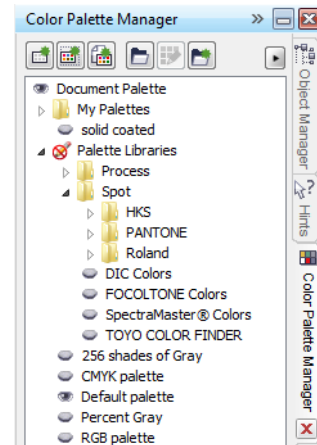 Color Palette Manager
Document Palette
My Palettes
solid coated
Palette Libraries
Process
Spot
HKS
PANTONE
Roland
DIC Colors
FOCOLTONE Colors
SpectraMaster® Colors
TOYO COLOR FINDER
256 shades of Gray
CMYK palette
Default palette
Percent Gray
RGB palette
Object Manager
Hints
Color Palette Manager